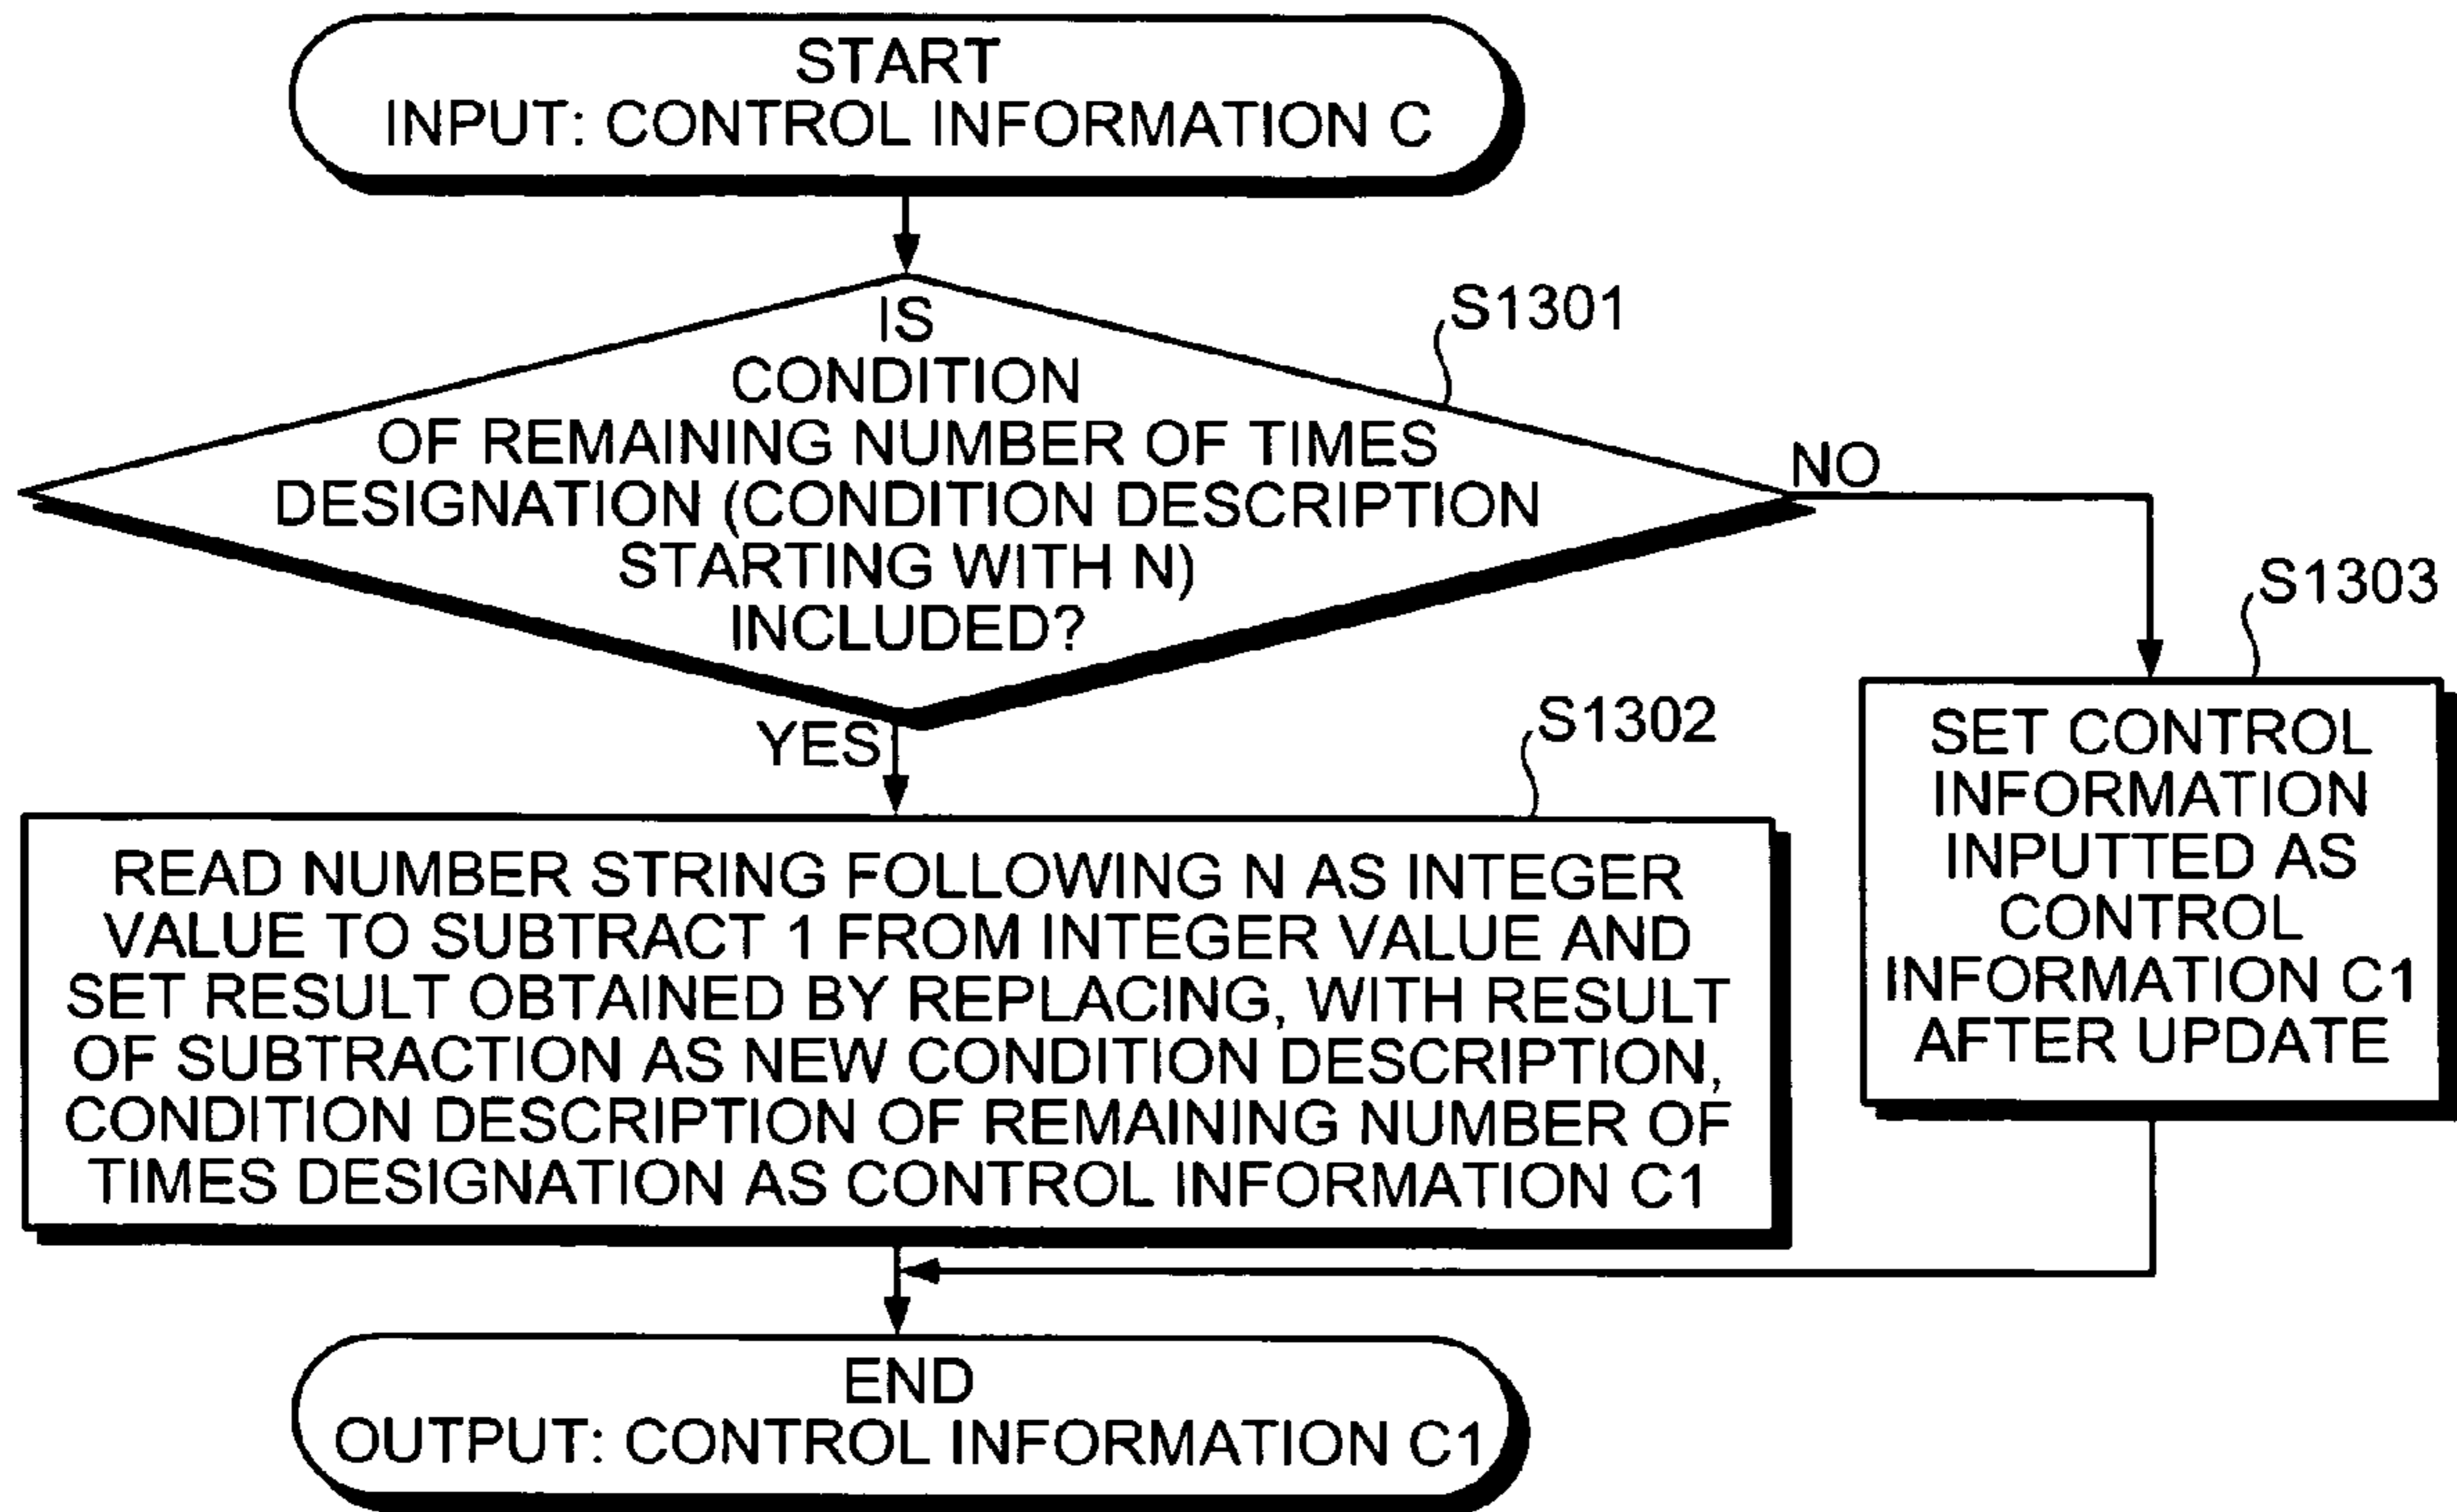 START
INPUT: CONTROL INFORMATION C
S1301
IS
CONDITION
OF REMAINING NUMBER OF TIMES
DESIGNATION (CONDITION DESCRIPTION
STARTING WITH N)
INCLUDED?
NO
YES
S1302
READ NUMBER STRING FOLLOWING N AS INTEGER
VALUE TO SUBTRACT 1 FROM INTEGER VALUE AND
SET RESULT OBTAINED BY REPLACING, WITH RESULT
OF SUBTRACTION AS NEW CONDITION DESCRIPTION,
CONDITION DESCRIPTION OF REMAINING NUMBER OF
TIMES DESIGNATION AS CONTROL INFORMATION C1
S1303
SET CONTROL
INFORMATION
INPUTTED AS
CONTROL
INFORMATION C1
AFTER UPDATE
END
OUTPUT: CONTROL INFORMATION C1